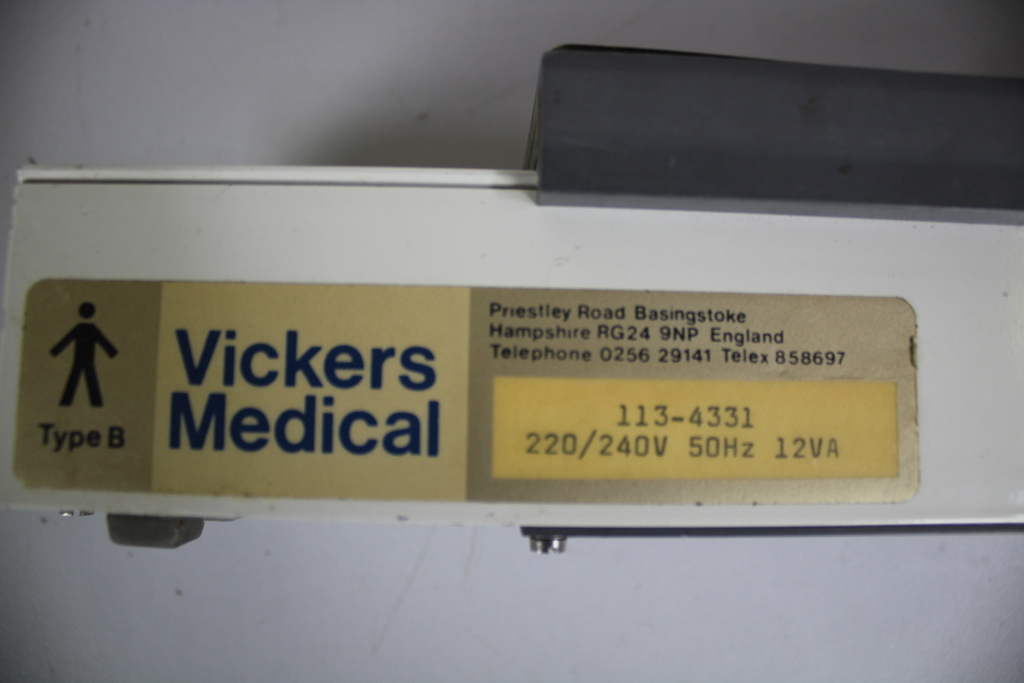 Type B
Vickers
Medical
Priestley Road Basingstoke
Hampshire RG24 9NP England
Telephone 0256 29141 Telex 858697
113-4331
220/240V 50Hz 12VA